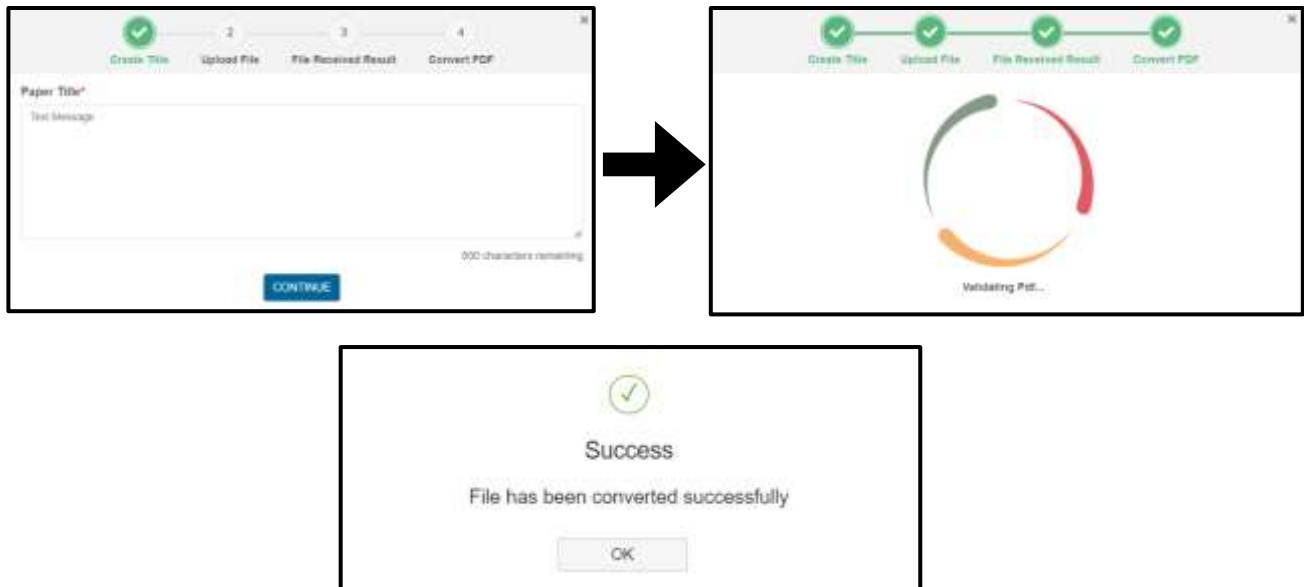 2 3 4
Create Title Upload File File Received Result Convert PDF
Paper Title*
Text Message
characters remaining
CONTINUE
Create Title Upload File File Received Result Convert PDF
Validating Pdf...
Success
File has been converted successfully
OK